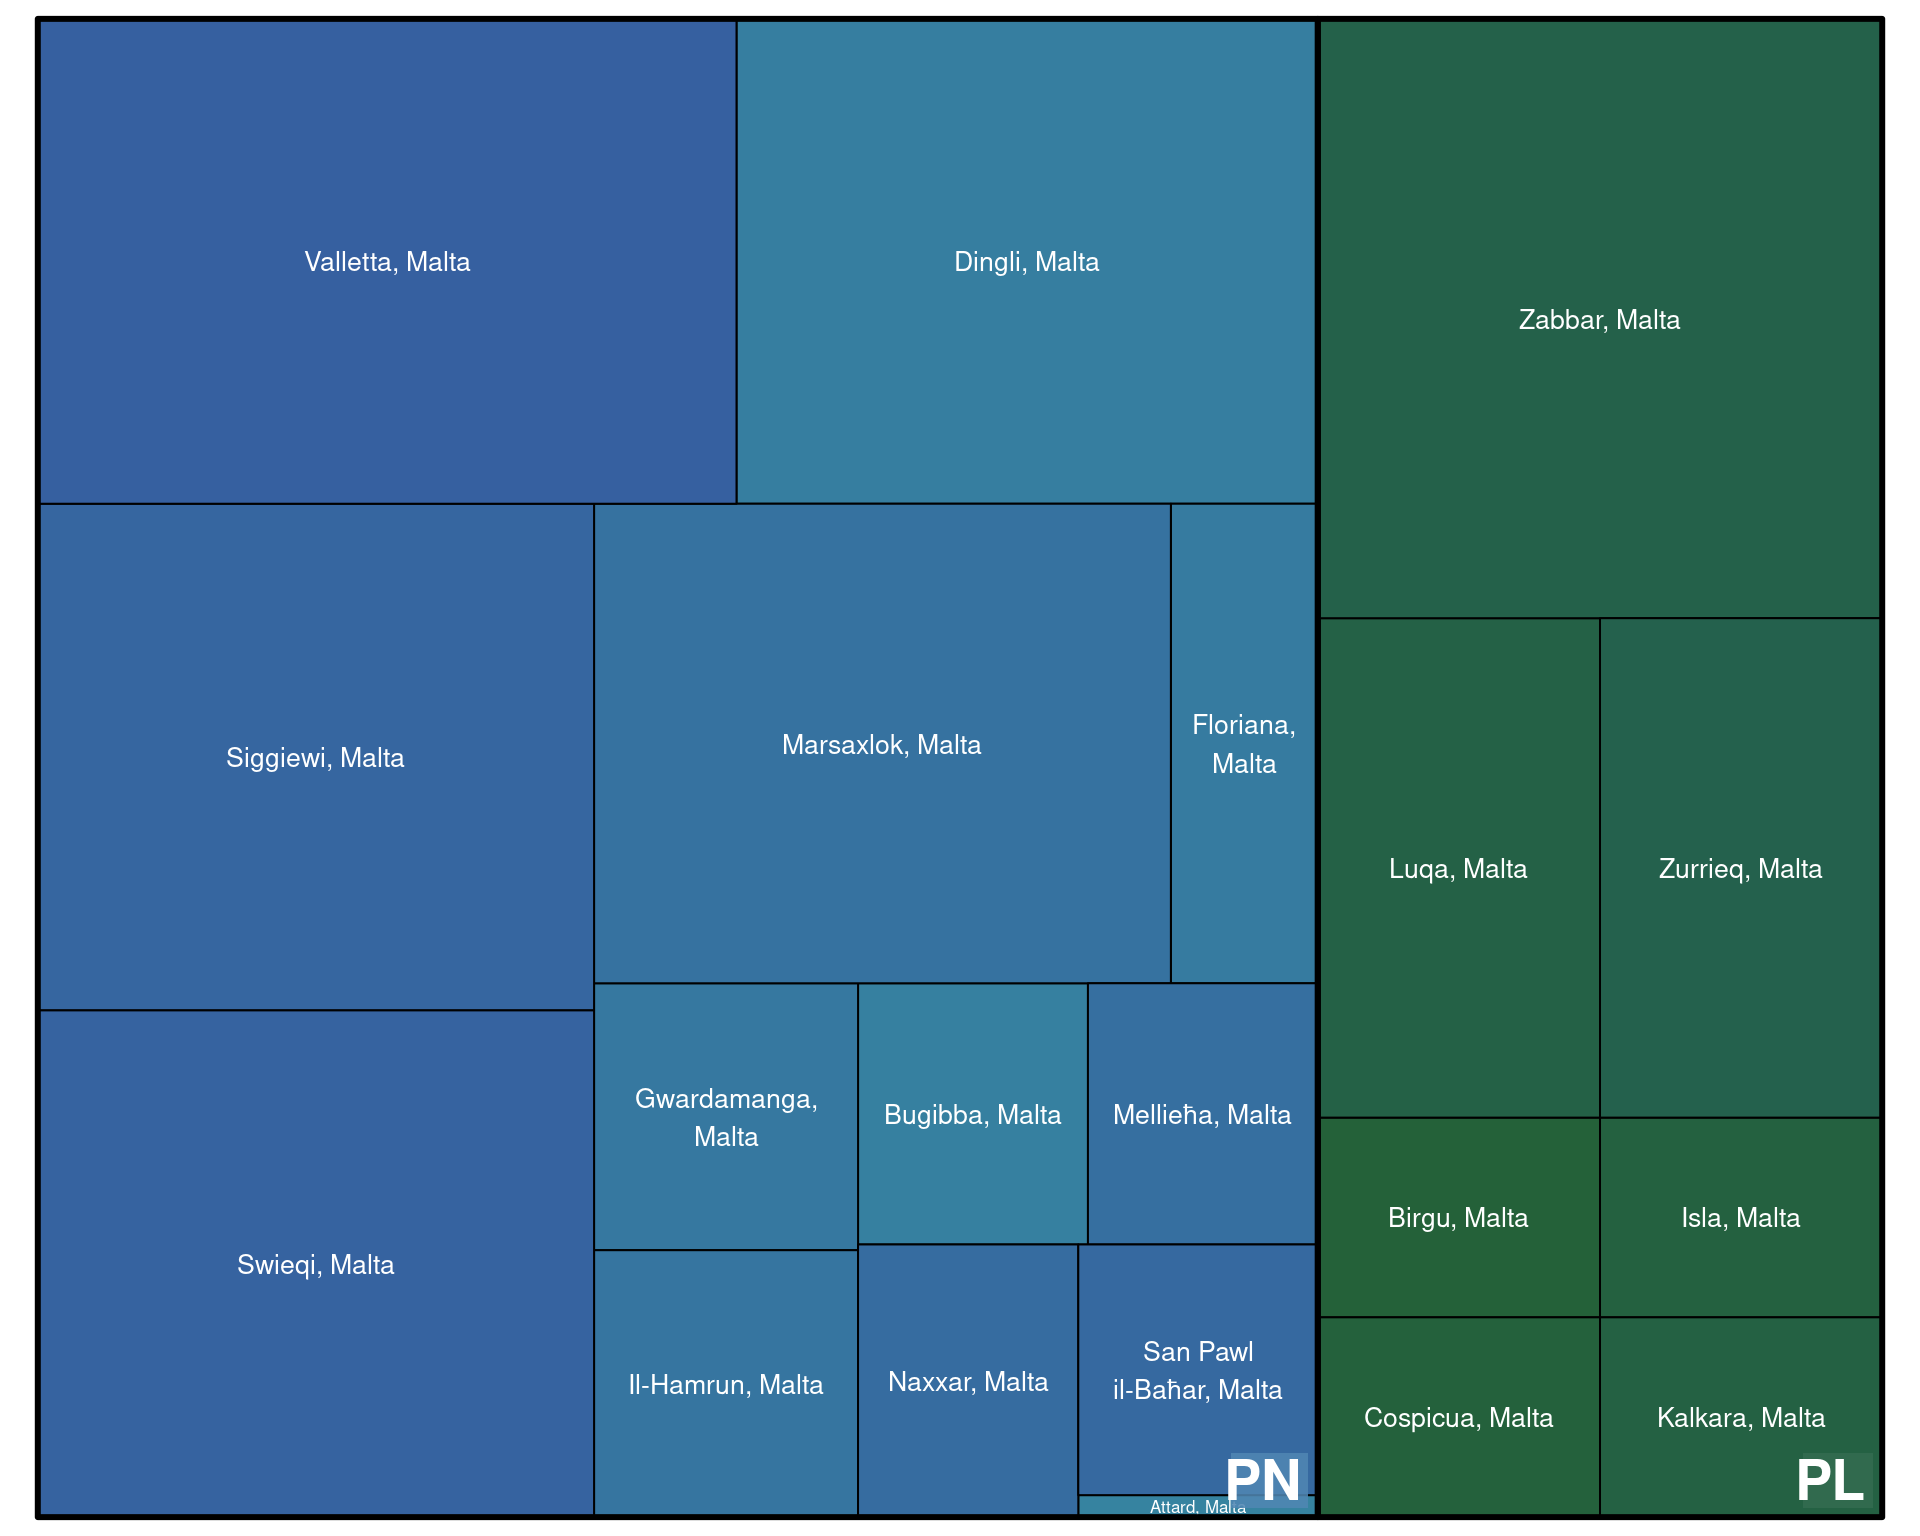 Valletta, Malta
Dingli, Malta
Zabbar, Malta
Siggiewi, Malta
Marsaxlok, Malta
Floriana,
Malta
Luqa, Malta
Zurrieq, Malta
Gwardamanga,
Malta
Bugibba, Malta
Mellieħa, Malta
Birgu, Malta
Isla, Malta
Swieqi, Malta
Il-Hamrun, Malta
Naxxar, Malta
San Pawl
il-Baħar, Malta
Cospicua, Malta
Kalkara, Malta
PN
PL
Attard, Malta